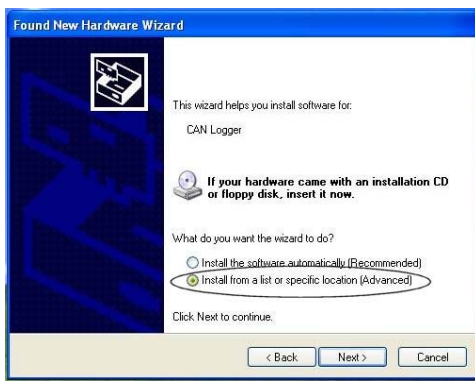 Found New Hardware Wizard
This wizard helps you install software for:
CAN Logger
If your hardware came with an installation CD
or floppy disk, insert it now.
What do you want the wizard to do?
Install the software automatically (Recommended)
Install from a list or specific location (Advanced)
Click Next to continue.
< Back Next > Cancel